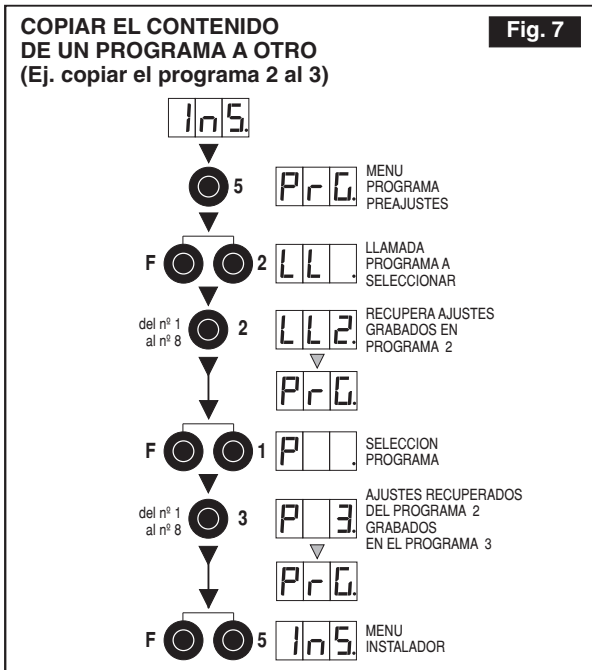 COPIAR EL CONTENIDO
DE UN PROGRAMA A OTRO
(Ej. copiar el programa 2 al 3)
Fig. 7
InS.
5
PrG.
MENU
PROGRAMA
PREAJUSTES
F
2
LL .
LLAMADA
PROGRAMA A
SELECCIONAR
del nº 1
al nº 8
2
LL2.
RECUPERA AJUSTES
GRABADOS EN
PROGRAMA 2
PrG.
F
1
P .
SELECCION
PROGRAMA
del nº 1
al nº 8
3
P 3.
AJUSTES RECUPERADOS
DEL PROGRAMA 2
GRABADOS
EN EL PROGRAMA 3
PrG.
F
5
InS.
MENU
INSTALADOR